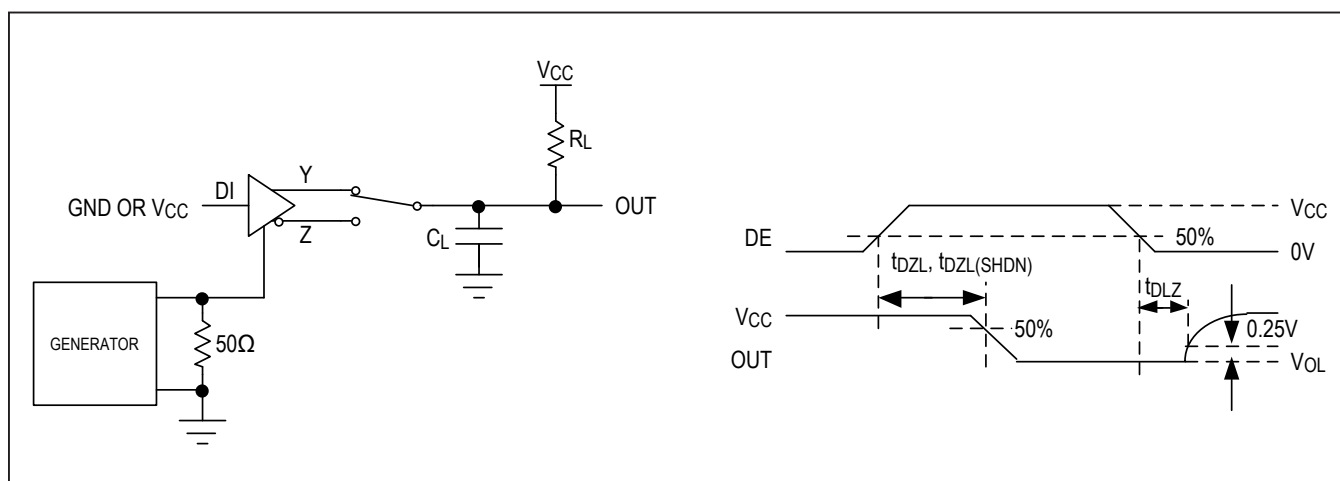 VCC
RL
Y
DI
GND OR VCC
OUT
Z
CL
GENERATOR
50Ω
VCC
DE
50%
0V
tDZL, tDZL(SHDN)
tDLZ
VCC
50%
0.25V
OUT
VOL